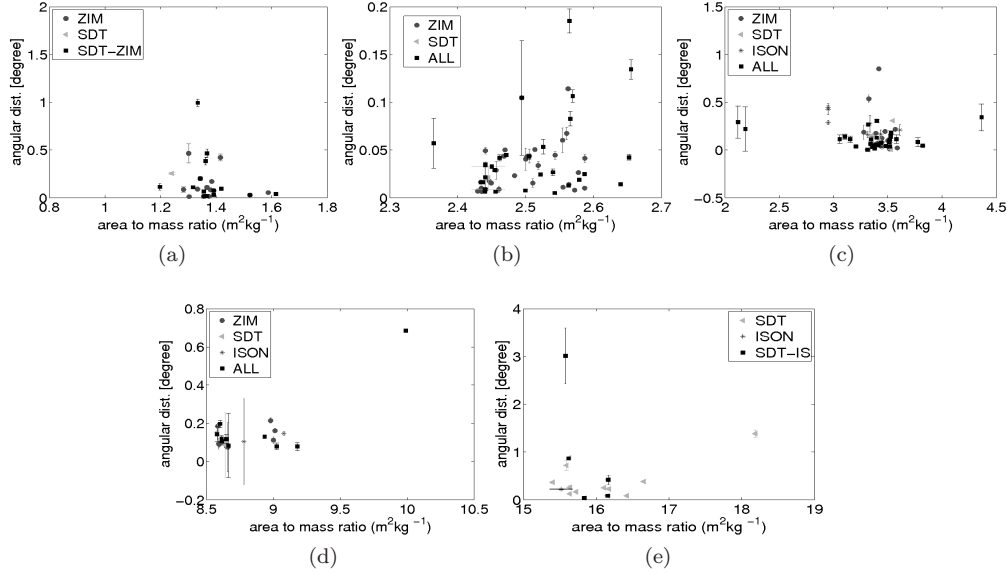 2
1.5
1
0.5
0
0.8 1 1.2 1.4 1.6 1.8
angular dist. [degree]
area to mass ratio (m²kg⁻¹)
ZIM
SDT
SDT−ZIM
(a)
0.2
0.15
0.1
0.05
0
2.3 2.4 2.5 2.6 2.7
angular dist. [degree]
area to mass ratio (m²kg⁻¹)
ZIM
SDT
ALL
(b)
1.5
1
0.5
0
−0.5
2 2.5 3 3.5 4 4.5
angular dist. [degree]
area to mass ratio (m²kg⁻¹)
ZIM
SDT
ISON
ALL
(c)
0.8
0.6
0.4
0.2
0
−0.2
8.5 9 9.5 10 10.5
angular dist. [degree]
area to mass ratio (m²kg⁻¹)
ZIM
SDT
ISON
ALL
(d)
4
3
2
1
0
15 16 17 18 19
angular dist. [degree]
area to mass ratio (m²kg⁻¹)
SDT
ISON
SDT−IS
(e)